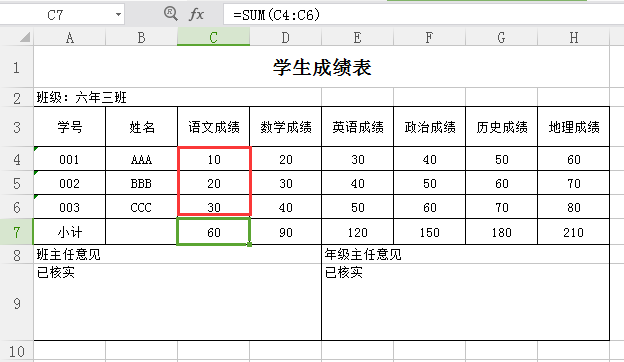 C7 fx =SUM(C4:C6)
A B C D E F G H
1 学生成绩表
2 班级：六年三班
3 学号 姓名 语文成绩 数学成绩 英语成绩 政治成绩 历史成绩 地理成绩
4 001 AAA 10 20 30 40 50 60
5 002 BBB 20 30 40 50 60 70
6 003 CCC 30 40 50 60 70 80
7 小计 60 90 120 150 180 210
8 班主任意见 年级主任意见
9 已核实 已核实
10